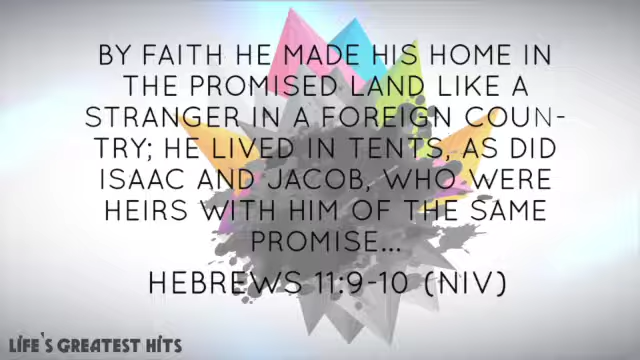 BY FAITH HE MADE HIS HOME IN
THE PROMISED LAND LIKE A
STRANGER IN A FOREIGN COUN-
TRY; HE LIVED IN TENTS, AS DID
ISAAC AND JACOB, WHO WERE
HEIRS WITH HIM OF THE SAME
PROMISE...
HEBREWS 11:9-10 (NIV)
LIFE'S GREATEST HITS